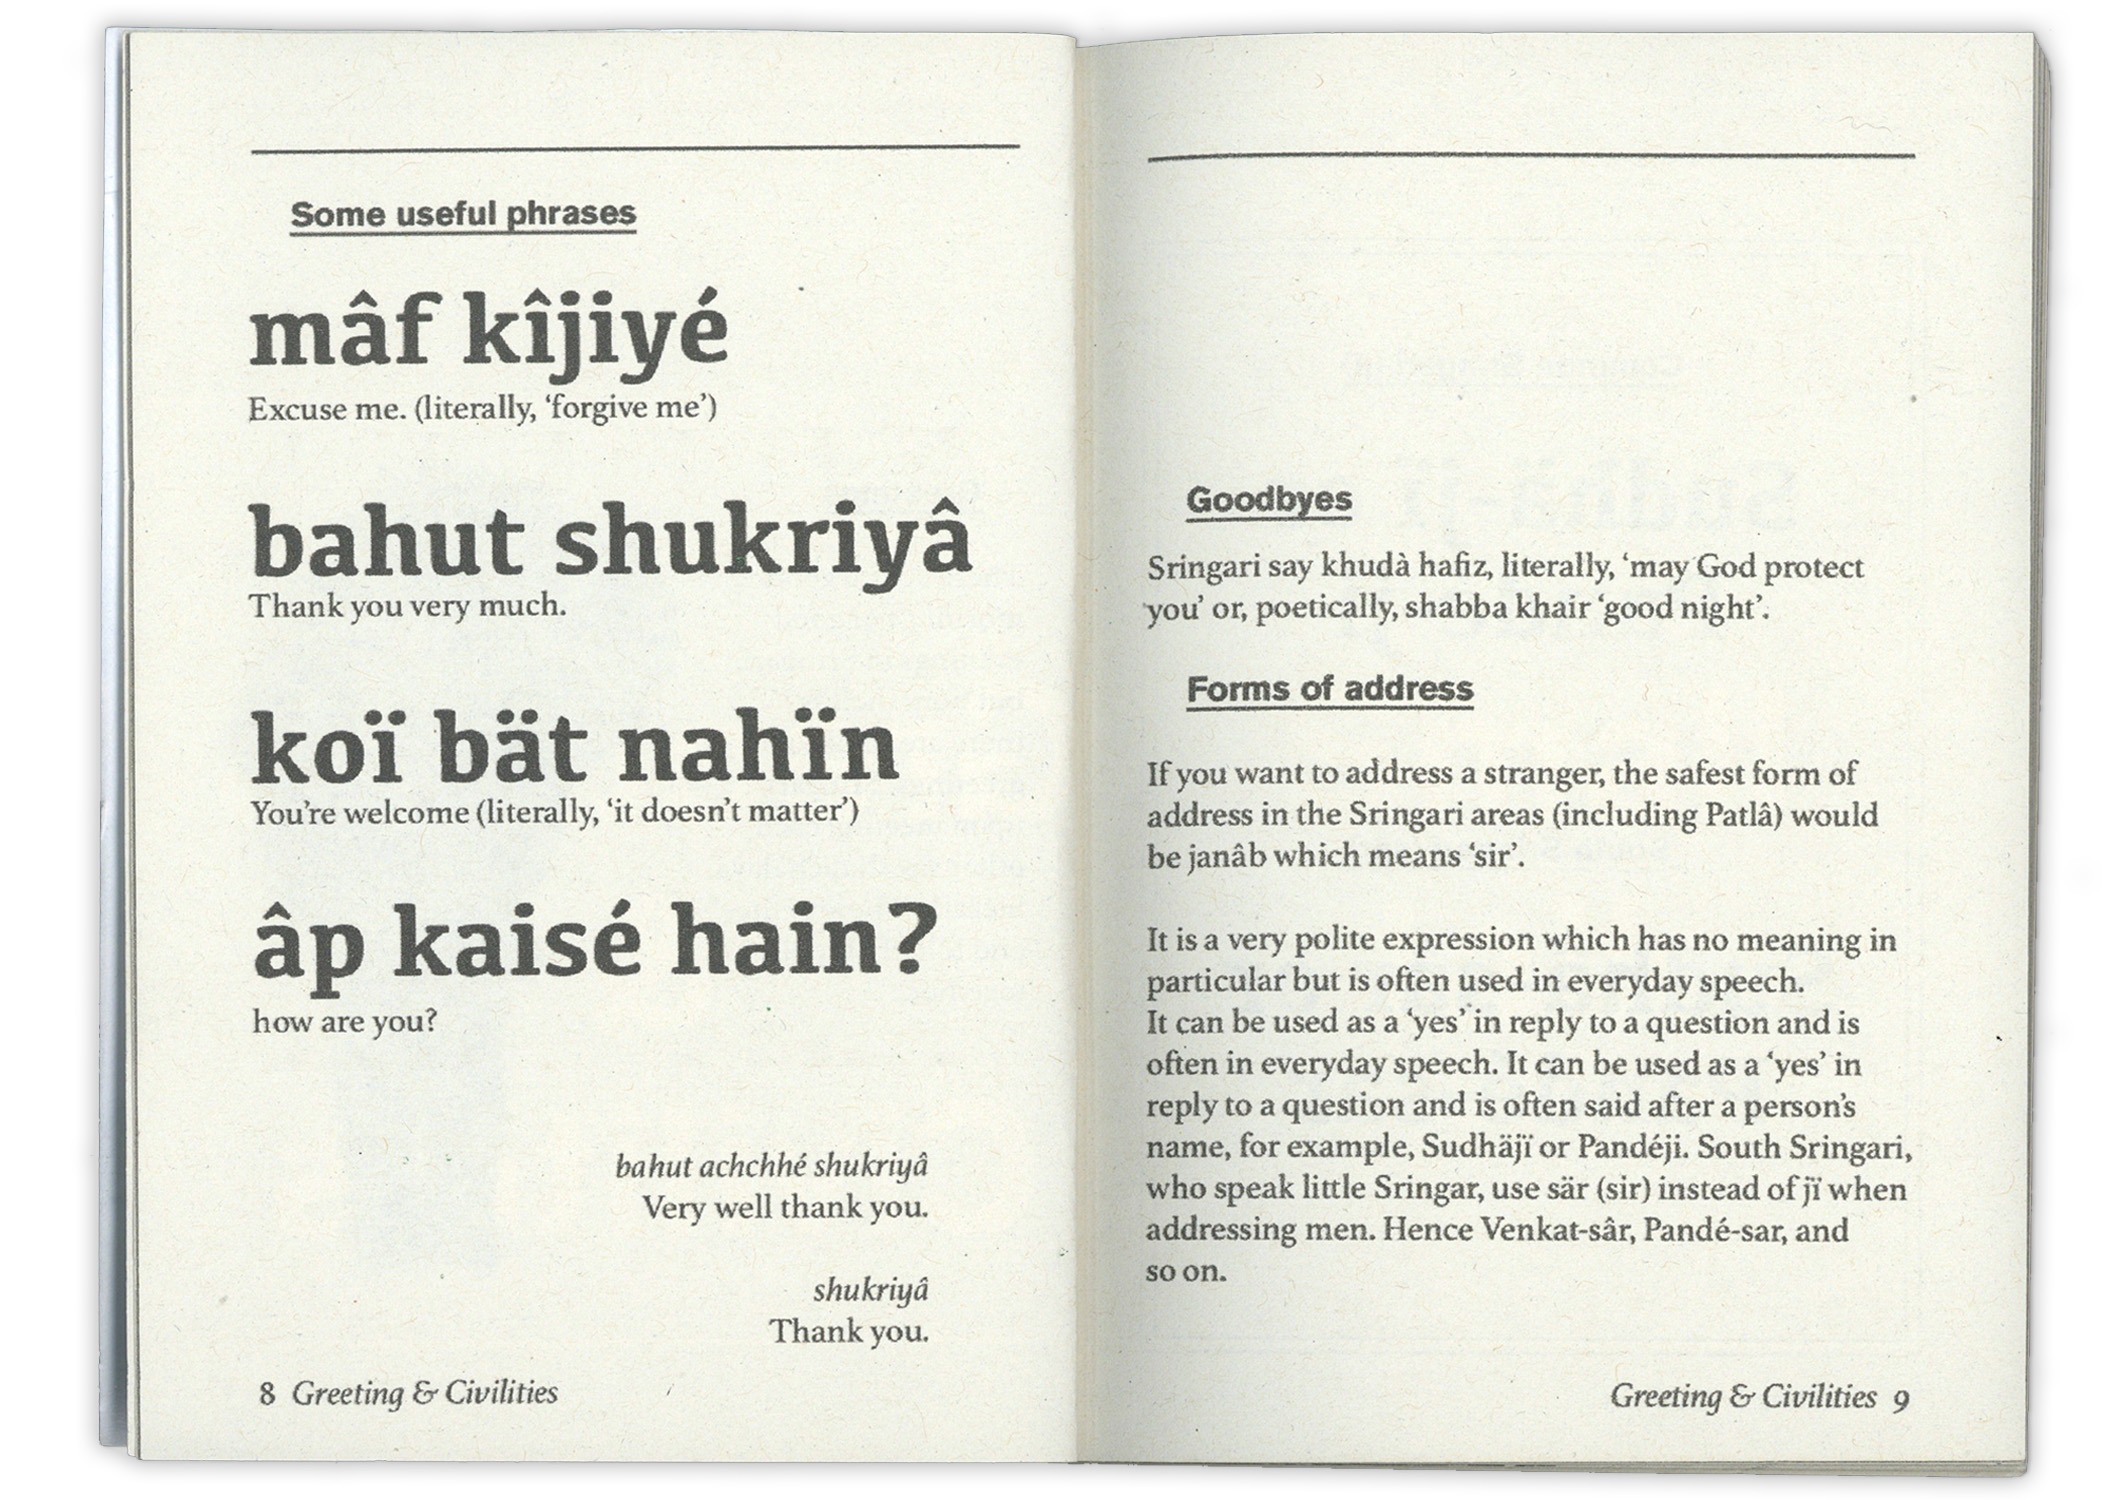 Some useful phrases
mâf kîjiyé
Excuse me. (literally, ‘forgive me’)
bahut shukriyâ
Thank you very much.
koï bät nahïn
You’re welcome (literally, ‘it doesn’t matter’)
âp kaisé hain?
how are you?
bahut achchhé shukriyâ
Very well thank you.
shukriyâ
Thank you.
8 Greeting & Civilities
Goodbyes
Sringari say khudà hafiz, literally, ‘may God protect
you’ or, poetically, shabba khair ‘good night’.
Forms of address
If you want to address a stranger, the safest form of
address in the Sringari areas (including Patlâ) would
be janâb which means ‘sir’.
It is a very polite expression which has no meaning in
particular but is often used in everyday speech.
It can be used as a ‘yes’ in reply to a question and is
often in everyday speech. It can be used as a ‘yes’ in
reply to a question and is often said after a person’s
name, for example, Sudhäjï or Pandéji. South Sringari,
who speak little Sringar, use sär (sir) instead of jï when
addressing men. Hence Venkat-sâr, Pandé-sar, and
so on.
Greeting & Civilities 9